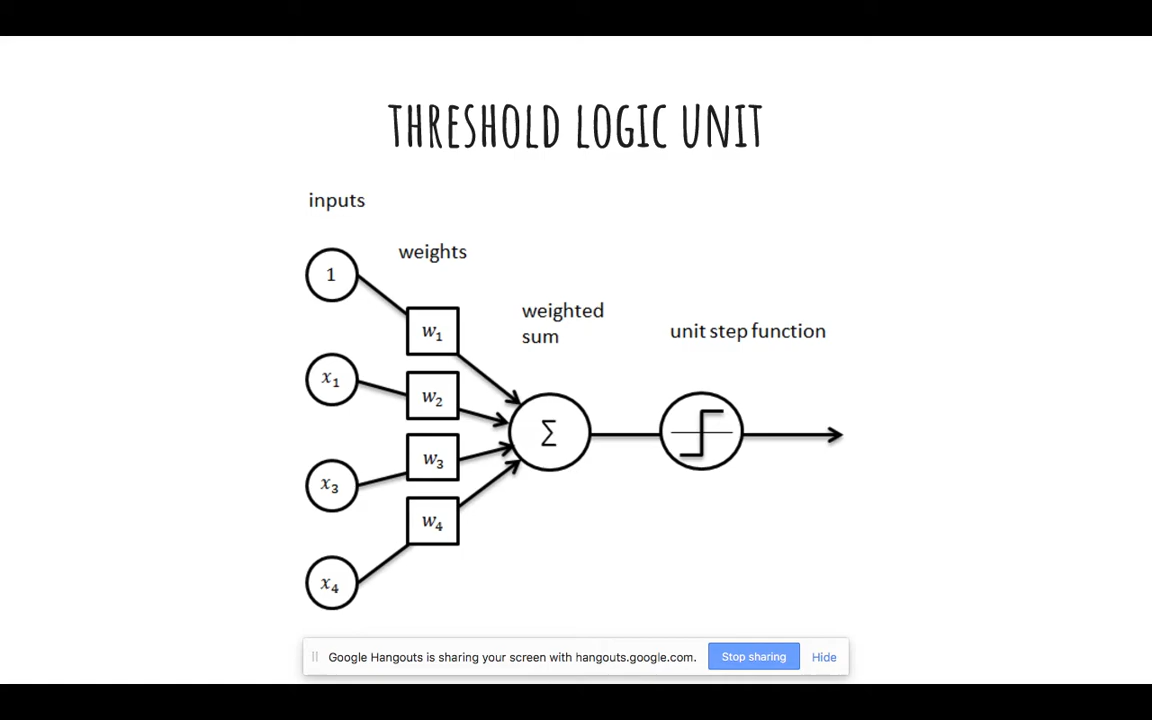 THRESHOLD LOGIC UNIT
inputs
weights
1
w₁
weighted
sum
unit step function
x₁
w₂
Σ
w₃
x₃
w₄
x₄
Google Hangouts is sharing your screen with hangouts.google.com.
Stop sharing
Hide